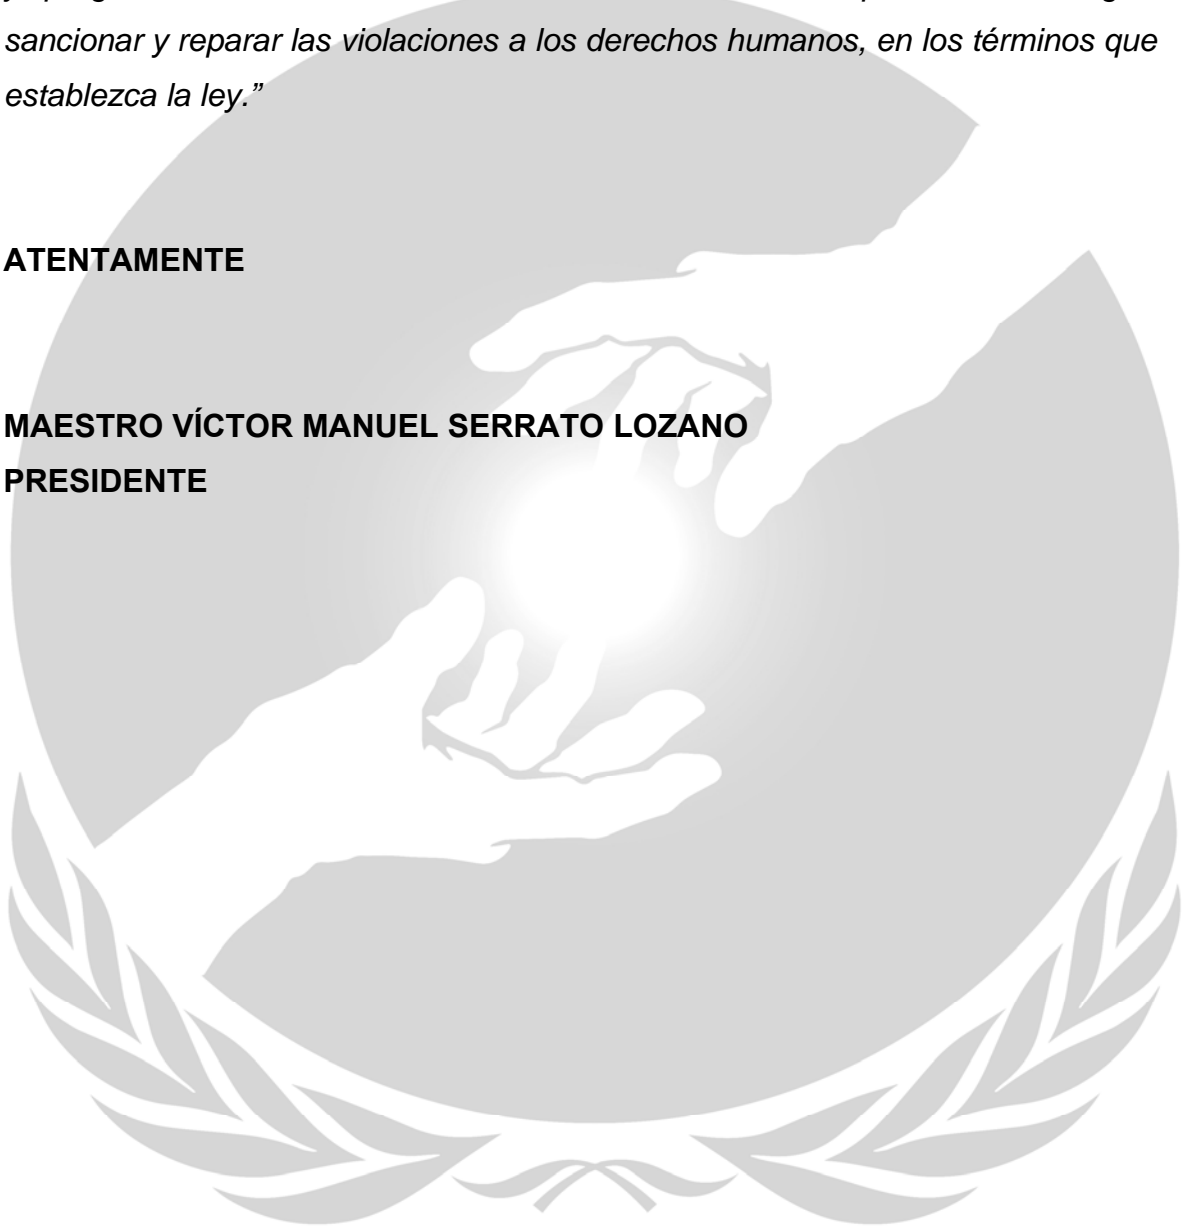 sancionar y reparar las violaciones a los derechos humanos, en los términos que
establezca la ley.”
ATENTAMENTE
MAESTRO VÍCTOR MANUEL SERRATO LOZANO
PRESIDENTE